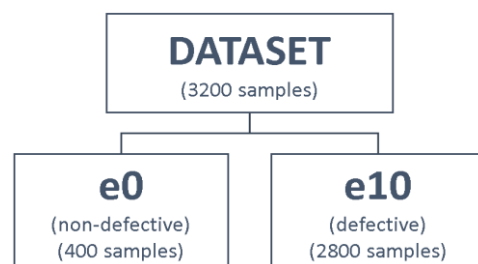 DATASET
(3200 samples)
e0
(non-defective)
(400 samples)
e10
(defective)
(2800 samples)